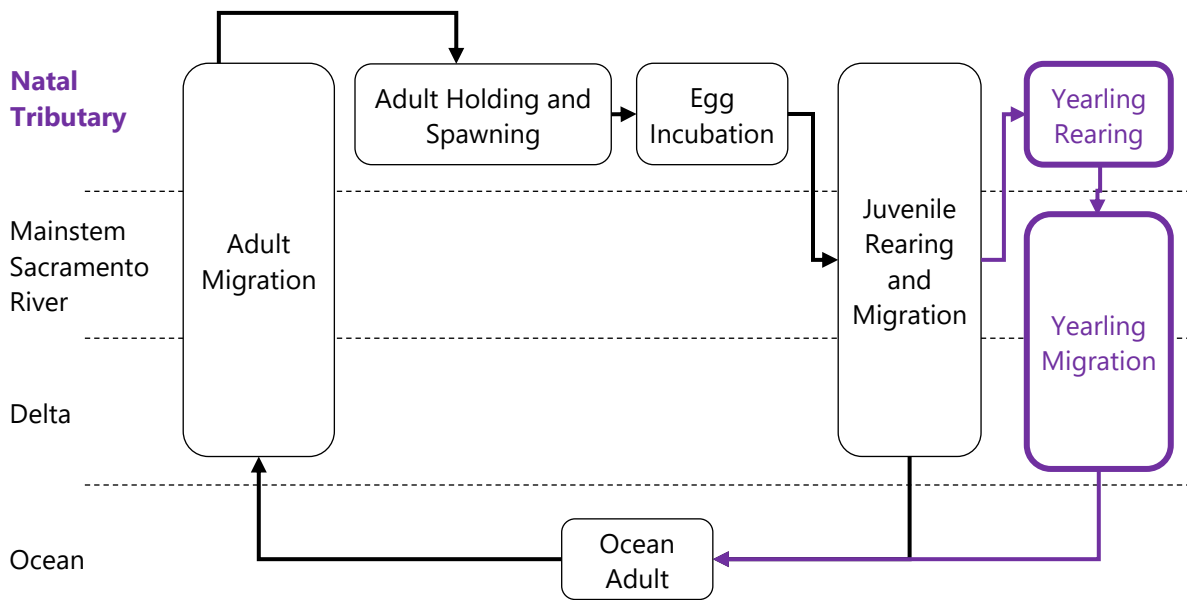 Natal
Tributary
Adult Holding and
Spawning
Egg
Incubation
Yearling
Rearing
Mainstem
Sacramento
River
Adult
Migration
Juvenile
Rearing
and
Migration
Yearling
Migration
Delta
Ocean
Ocean
Adult